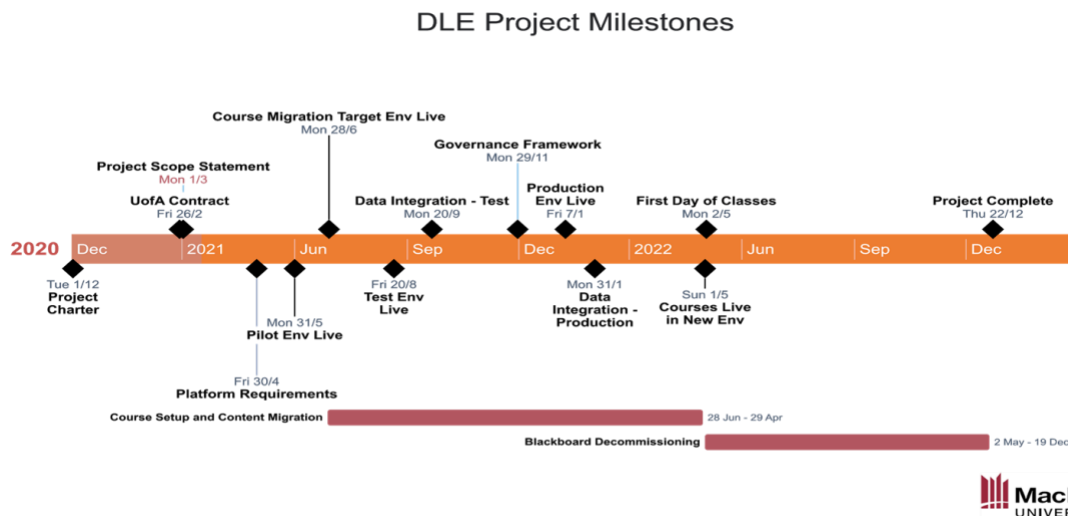 DLE Project Milestones
Course Migration Target Env Live
Mon 28/6
Governance Framework
Mon 29/11
Project Scope Statement
Mon 1/3
Production
Env Live
Fri 7/1
UofA Contract
Fri 26/2
Data Integration - Test
Mon 20/9
First Day of Classes
Mon 2/5
Project Complete
Thu 22/12
2020 Dec 2021 Jun Sep Dec 2022 Jun Sep Dec
Tue 1/12
Project
Charter
Fri 20/8
Test Env
Live
Mon 31/1
Data
Integration -
Production
Sun 1/5
Courses Live
in New Env
Mon 31/5
Pilot Env Live
Fri 30/4
Platform Requirements
Course Setup and Content Migration 28 Jun - 29 Apr
Blackboard Decommissioning 2 May - 19 Dec